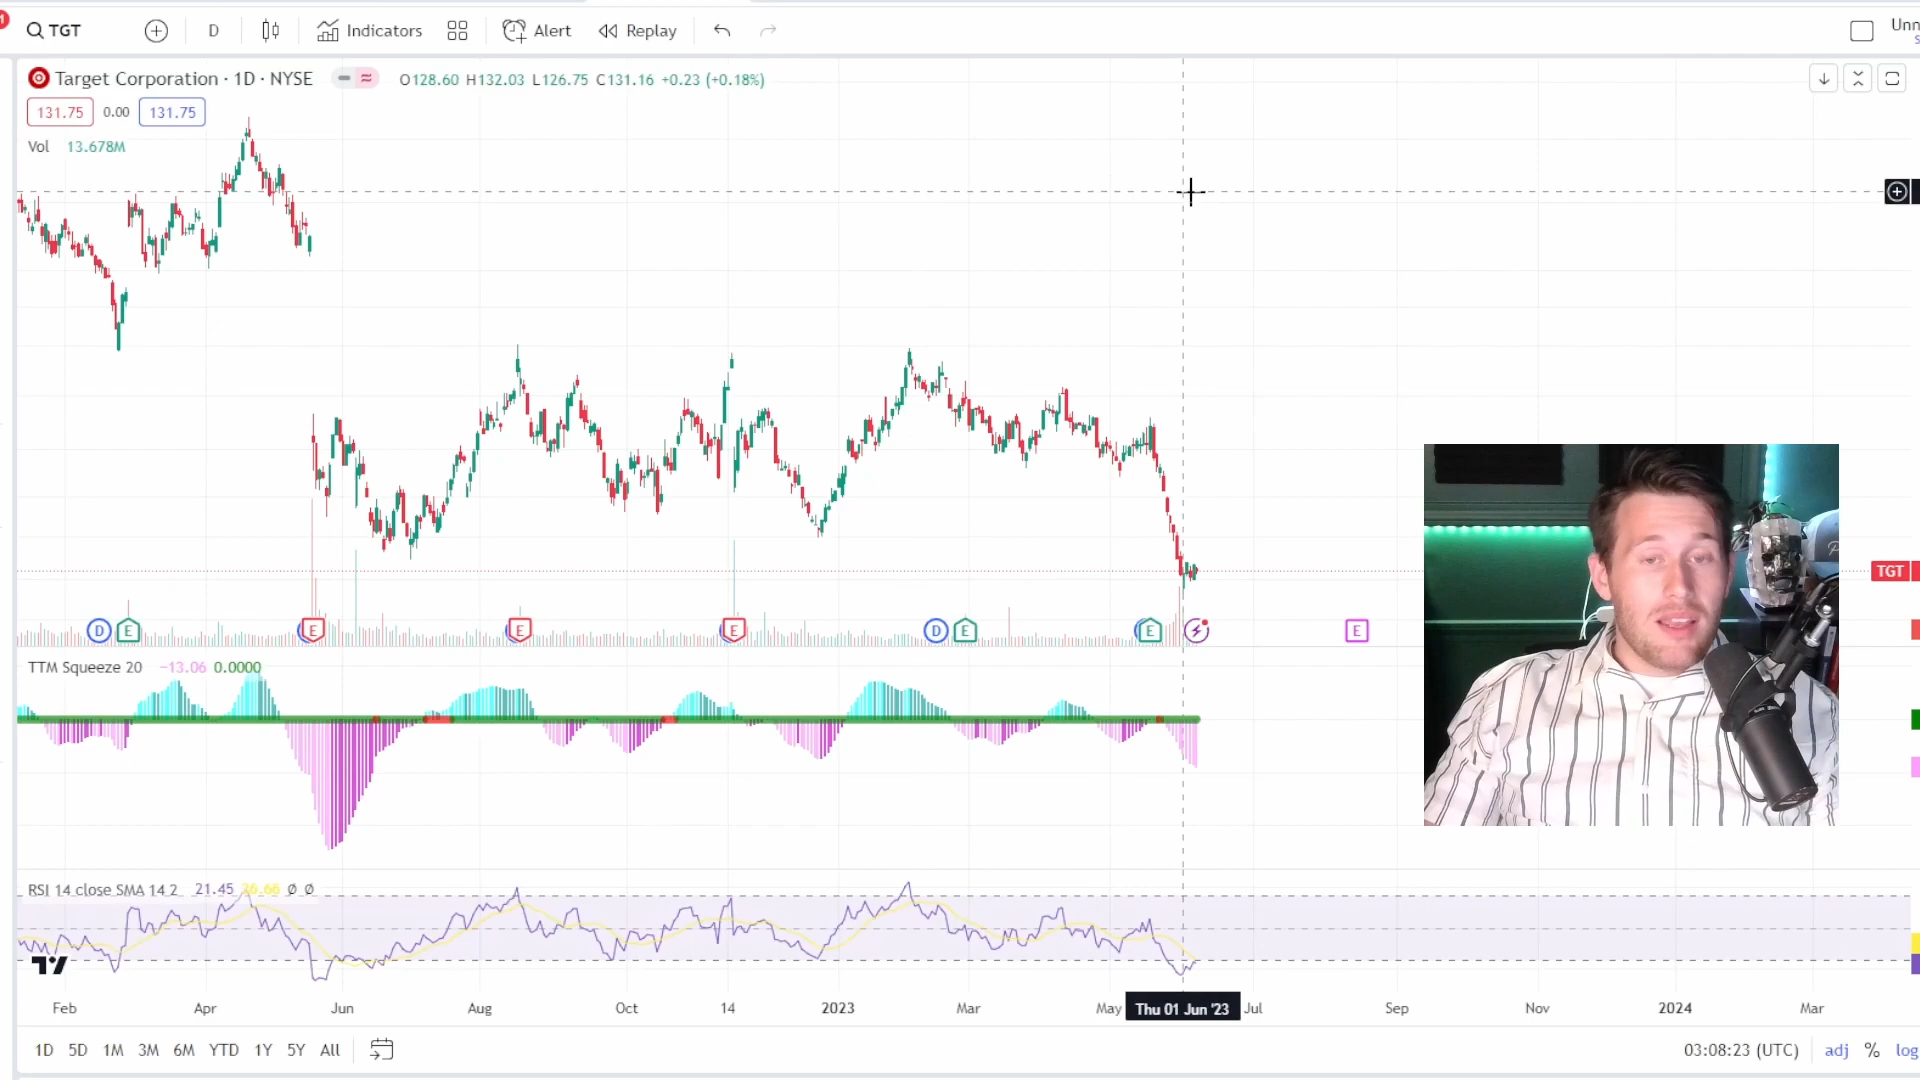 TGT
D
Indicators
Alert
Replay
Unn
Target Corporation · 1D · NYSE
O128.60 H132.03 L126.75 C131.16 +0.23 (+0.18%)
131.75 0.00 131.75
Vol 13.678M
TGT
D E E E E D E E E
TTM Squeeze 20 −13.06 0.0000
RSI 14 close SMA 14 2 21.45 26.66 Ø Ø
Feb Apr Jun Aug Oct 14 2023 Mar May Thu 01 Jun '23 Jul Sep Nov 2024 Mar
1D 5D 1M 3M 6M YTD 1Y 5Y All
03:08:23 (UTC) adj % log